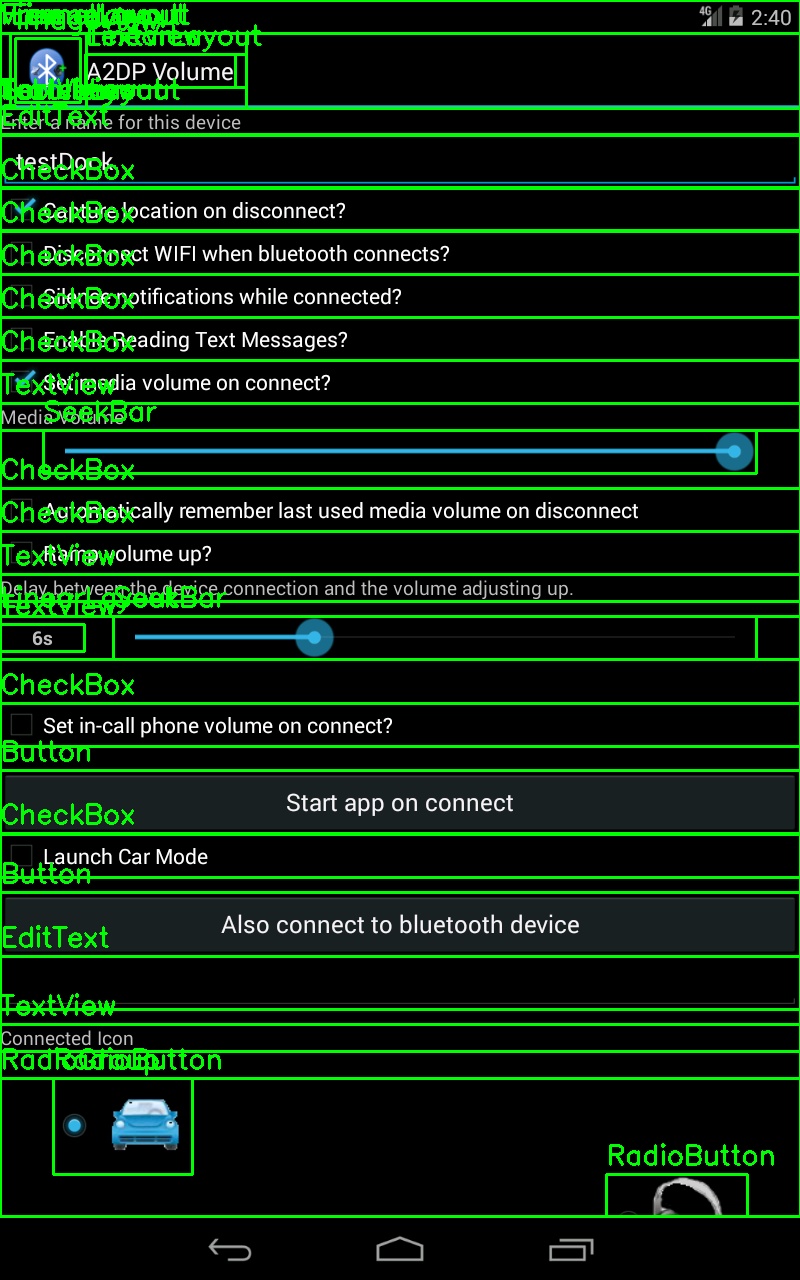 4G 2:40
TextView
A2DP Volume
EditText
Enter a name for this device
CheckBox
testDock
CheckBox
Capture location on disconnect?
CheckBox
Disconnect WIFI when bluetooth connects?
CheckBox
Silence notifications while connected?
CheckBox
Enable Reading Text Messages?
TextView
Set media volume on connect?
SeekBar
Media Volume
CheckBox
CheckBox
Automatically remember last used media volume on disconnect
TextView
Ramp volume up?
Delay between the device connection and the volume adjusting up.
LinearLayout SeekBar
TextView
6s
CheckBox
Set in-call phone volume on connect?
Button
Start app on connect
CheckBox
Launch Car Mode
Button
Also connect to bluetooth device
EditText
TextView
Connected Icon
RadioGroup RadioButton
RadioButton